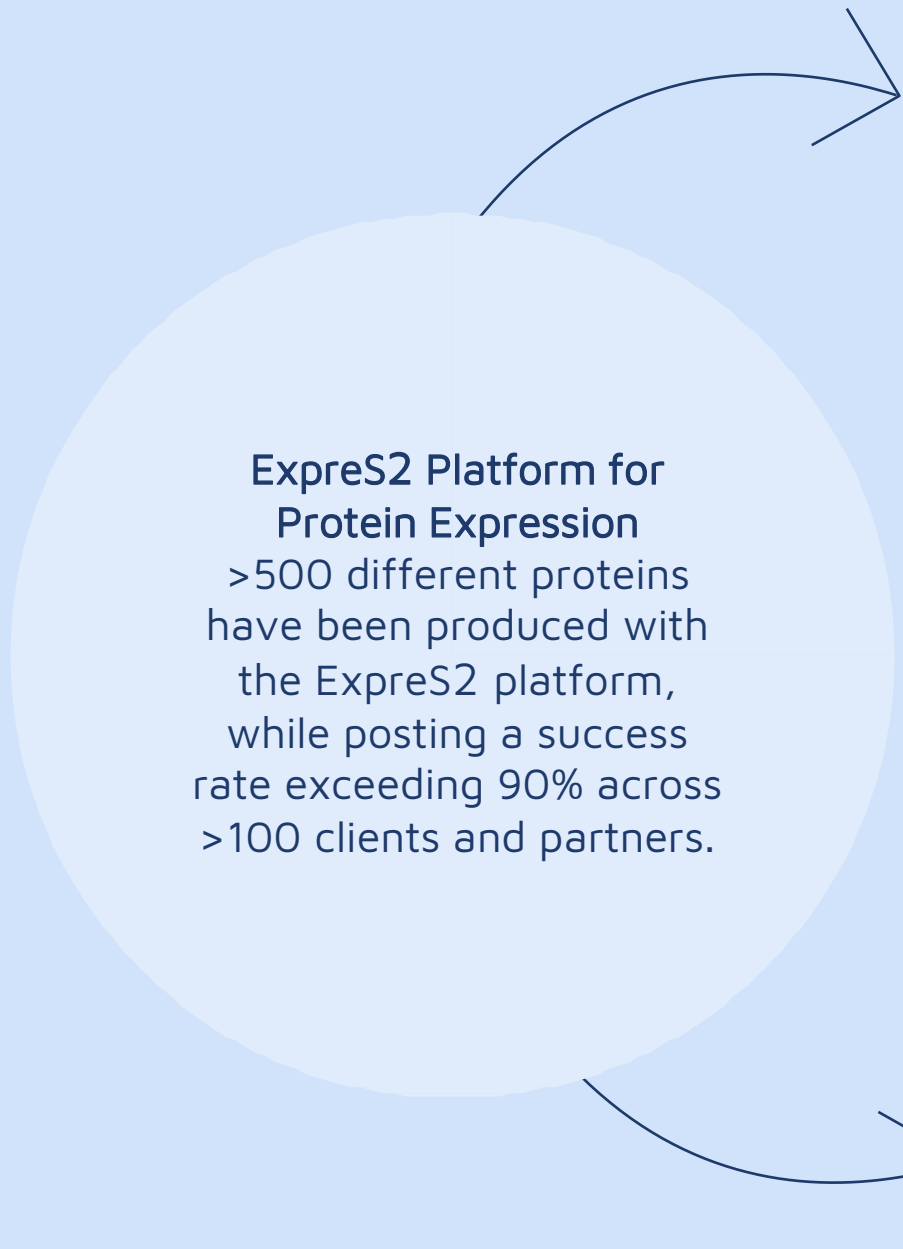 ExpreS2 Platform for
Protein Expression
>500 different proteins
have been produced with
the ExpreS2 platform,
while posting a success
rate exceeding 90% across
>100 clients and partners.